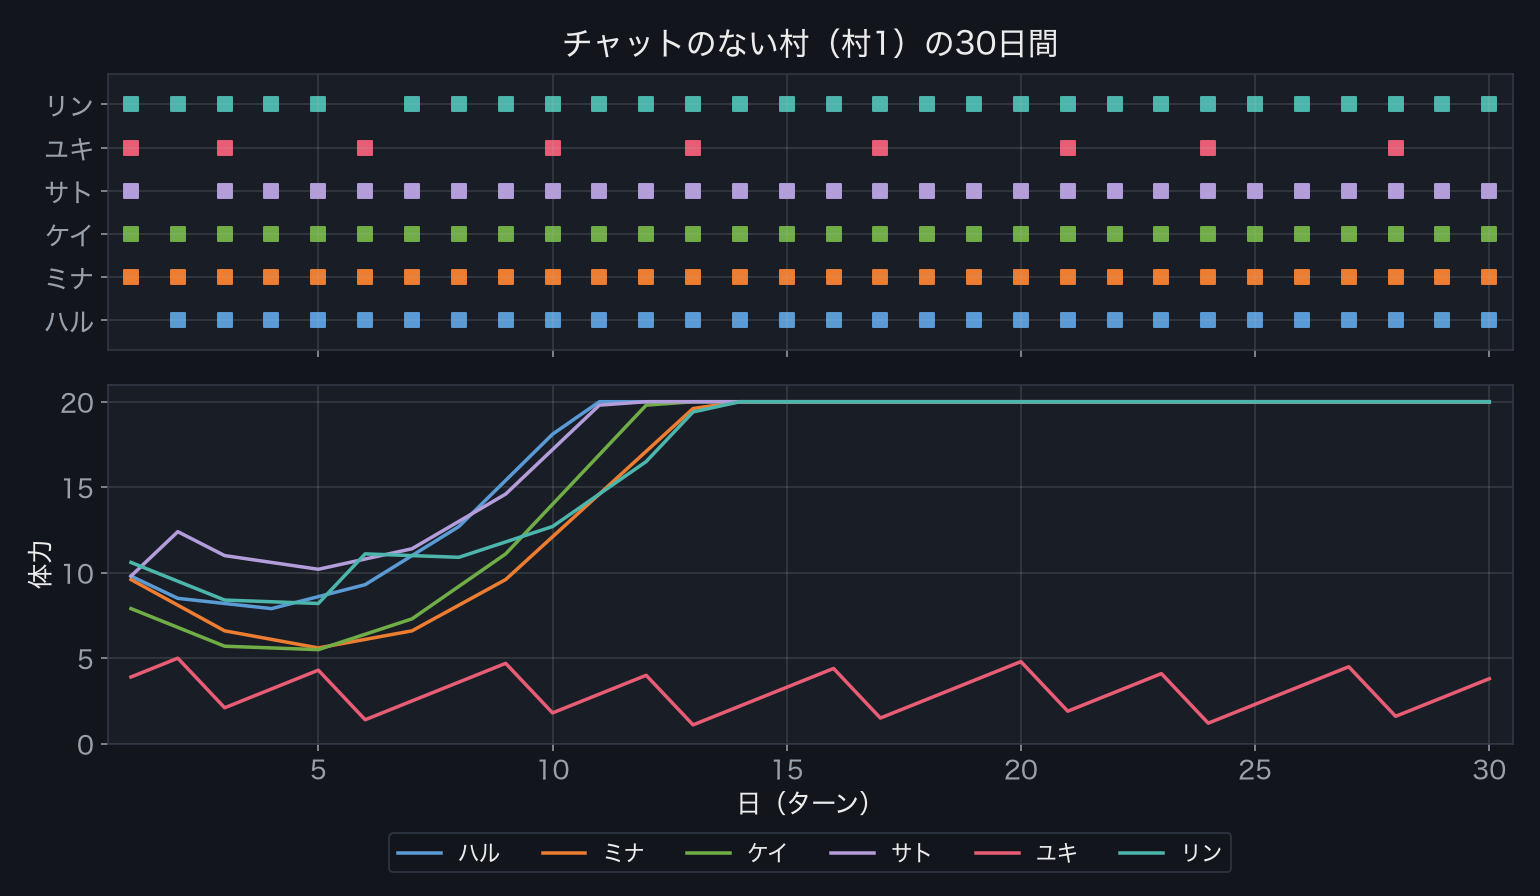 チャットのない村（村1）の30日間
リン
ユキ
サト
ケイ
ミナ
ハル
20
15
10
5
0
体力
5 10 15 20 25 30
日（ターン）
ハル ミナ ケイ サト ユキ リン